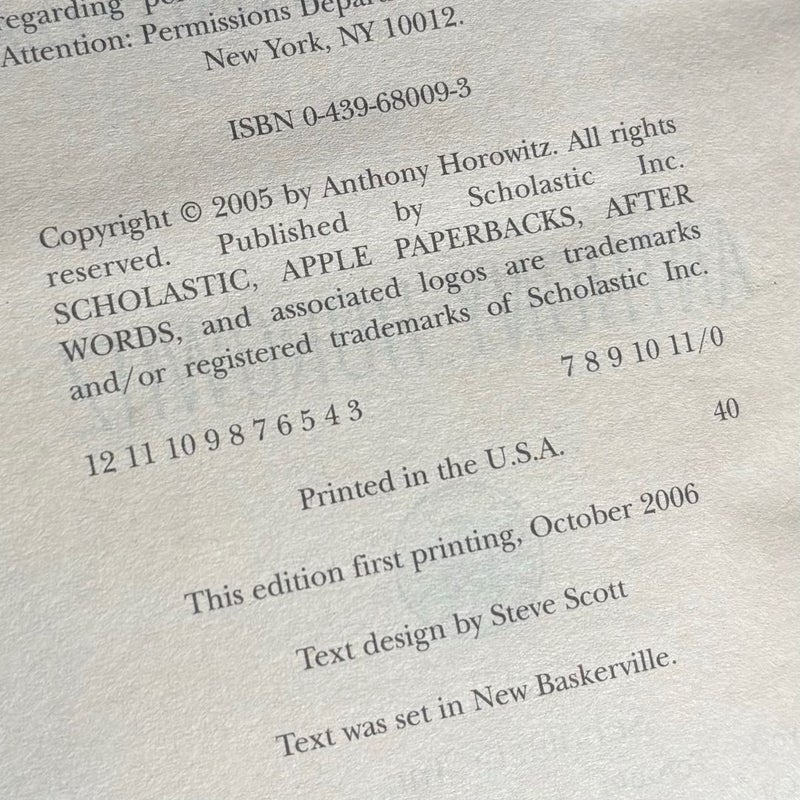 regarding
Attention: Permissions
New York, NY 10012.
ISBN 0-439-68009-3
Copyright © 2005 by Anthony Horowitz. All rights
reserved. Published by Scholastic Inc.
SCHOLASTIC, APPLE PAPERBACKS, AFTER
WORDS, and associated logos are trademarks
and/or registered trademarks of Scholastic Inc.
12 11 10 9 8 7 6 5 4 3 7 8 9 10 11/0
Printed in the U.S.A. 40
This edition first printing, October 2006
Text design by Steve Scott
Text was set in New Baskerville.